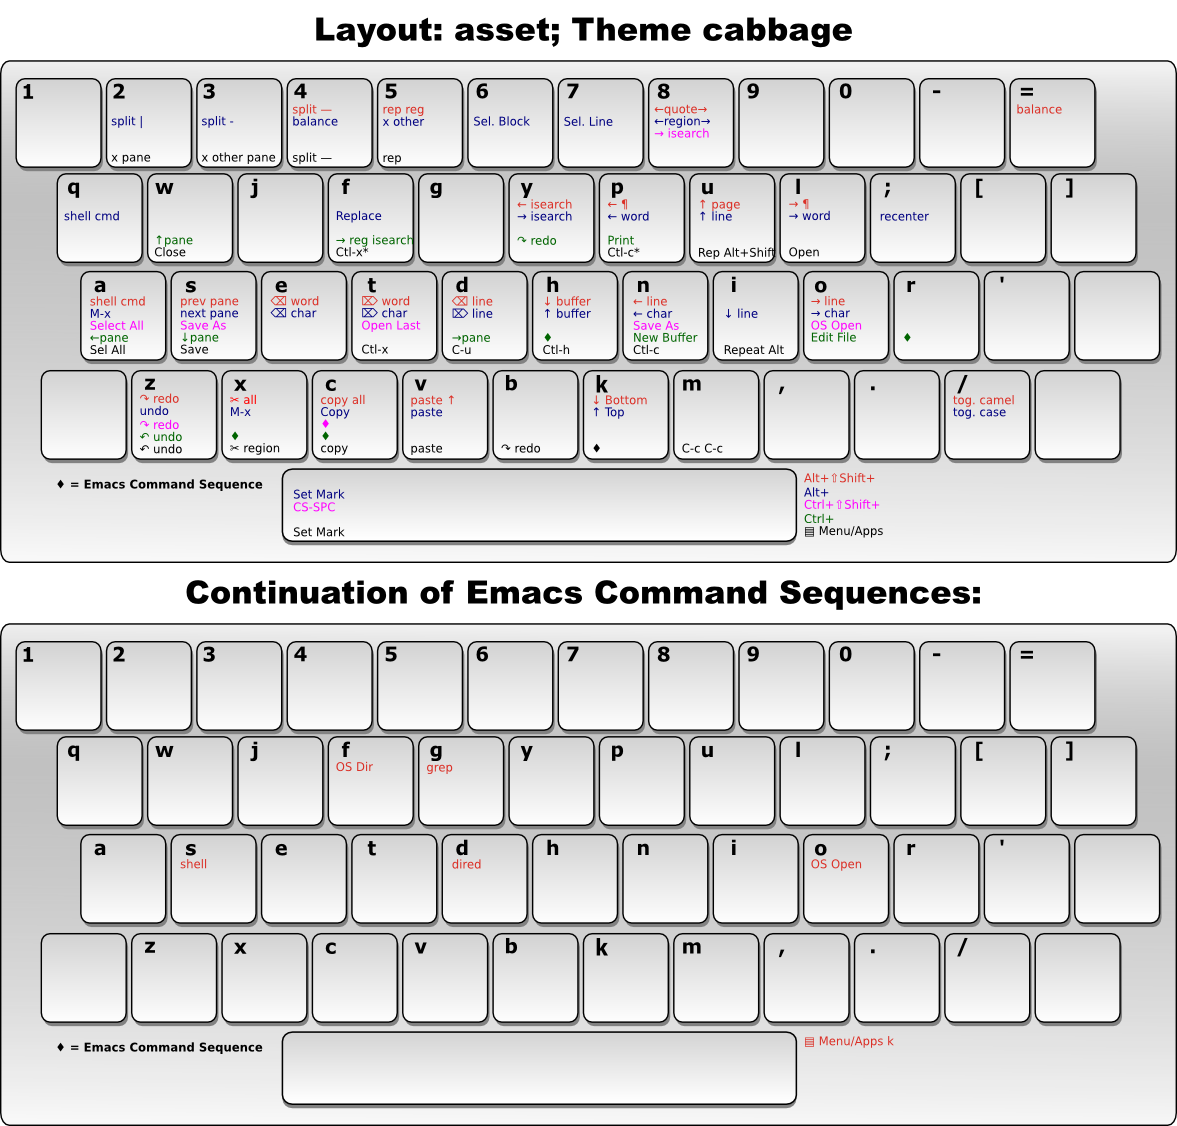 Layout: asset; Theme cabbage
1
2
split |
x pane
3
split -
x other pane
4
split —
balance
split —
5
rep reg
x other
rep
6
Sel. Block
7
Sel. Line
8
←quote→
←region→
→ isearch
9
0
-
=
balance
q
shell cmd
w
↑pane
Close
j
f
Replace
→ reg isearch
Ctl-x*
g
y
← isearch
→ isearch
↷ redo
p
← ¶
← word
Print
Ctl-c*
u
↑ page
↑ line
Rep Alt+Shift
l
→ ¶
→ word
Open
;
recenter
[
]
a
shell cmd
M-x
Select All
←pane
Sel All
s
prev pane
next pane
Save As
↓pane
Save
e
⌫ word
⌫ char
t
⌦ word
⌦ char
Open Last
Ctl-x
d
⌫ line
⌦ line
→pane
C-u
h
↓ buffer
↑ buffer
♦
Ctl-h
n
← line
← char
Save As
New Buffer
Ctl-c
i
↓ line
Repeat Alt
o
→ line
→ char
OS Open
Edit File
r
♦
'
z
↷ redo
undo
↷ redo
↶ undo
↶ undo
x
✂ all
M-x
♦
✂ region
c
copy all
Copy
♦
♦
copy
v
paste ↑
paste
paste
b
↷ redo
k
↓ Bottom
↑ Top
♦
m
C-c C-c
,
.
/
tog. camel
tog. case
♦ = Emacs Command Sequence
Set Mark
CS-SPC
Set Mark
Alt+⇧Shift+
Alt+
Ctrl+⇧Shift+
Ctrl+
▤ Menu/Apps
Continuation of Emacs Command Sequences:
1
2
3
4
5
6
7
8
9
0
-
=
q
w
j
f
OS Dir
g
grep
y
p
u
l
;
[
]
a
s
shell
e
t
d
dired
h
n
i
o
OS Open
r
'
z
x
c
v
b
k
m
,
.
/
♦ = Emacs Command Sequence
▤ Menu/Apps k